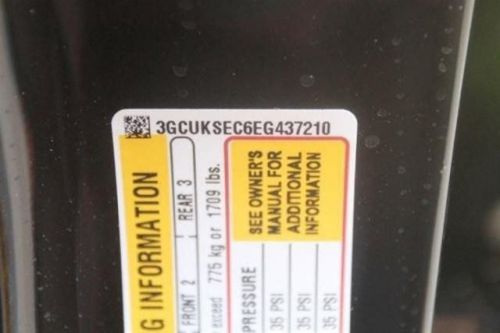 3GCUKSEC6EG437210
G INFORMATION
FRONT 2
REAR 3
exceed 775 kg or 1709 lbs.
SEE OWNER'S
MANUAL FOR
ADDITIONAL
INFORMATION
PRESSURE
35 PSI
35 PSI
35 PSI